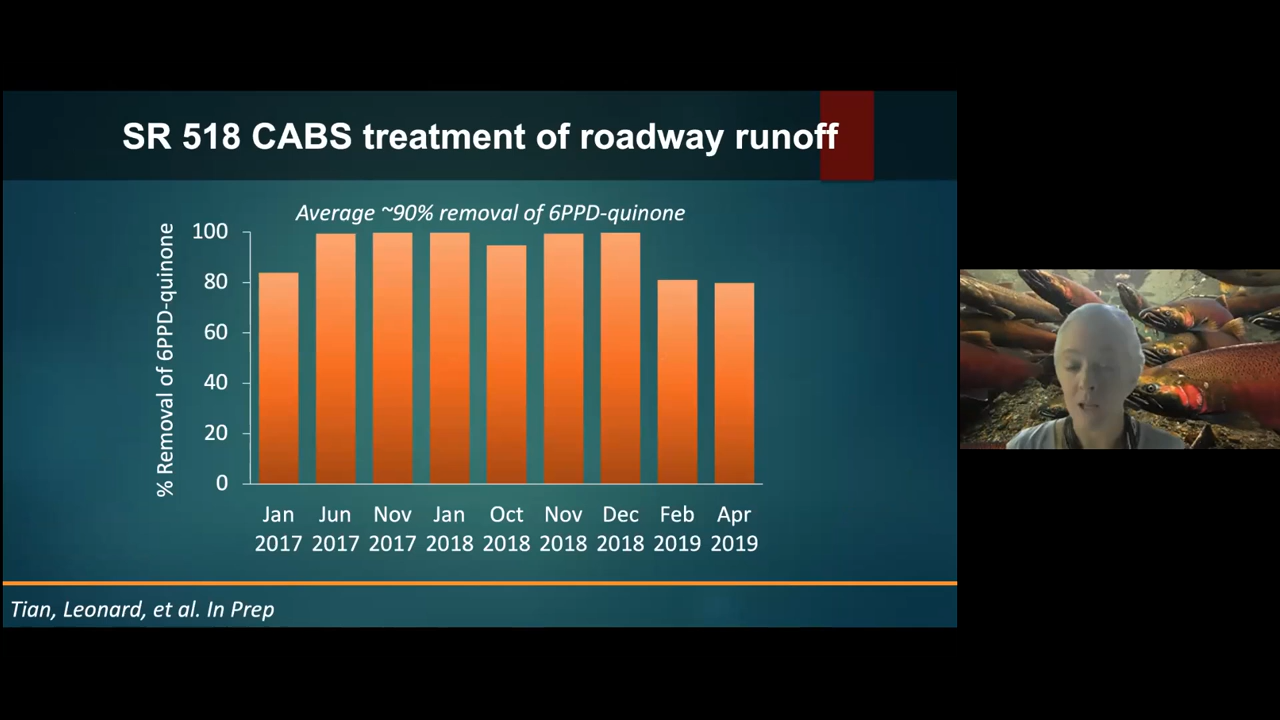 SR 518 CABS treatment of roadway runoff
Average ~90% removal of 6PPD-quinone
% Removal of 6PPD-quinone
100
80
60
40
20
0
Jan Jun Nov Jan Oct Nov Dec Feb Apr
2017 2017 2017 2018 2018 2018 2018 2019 2019
Tian, Leonard, et al. In Prep